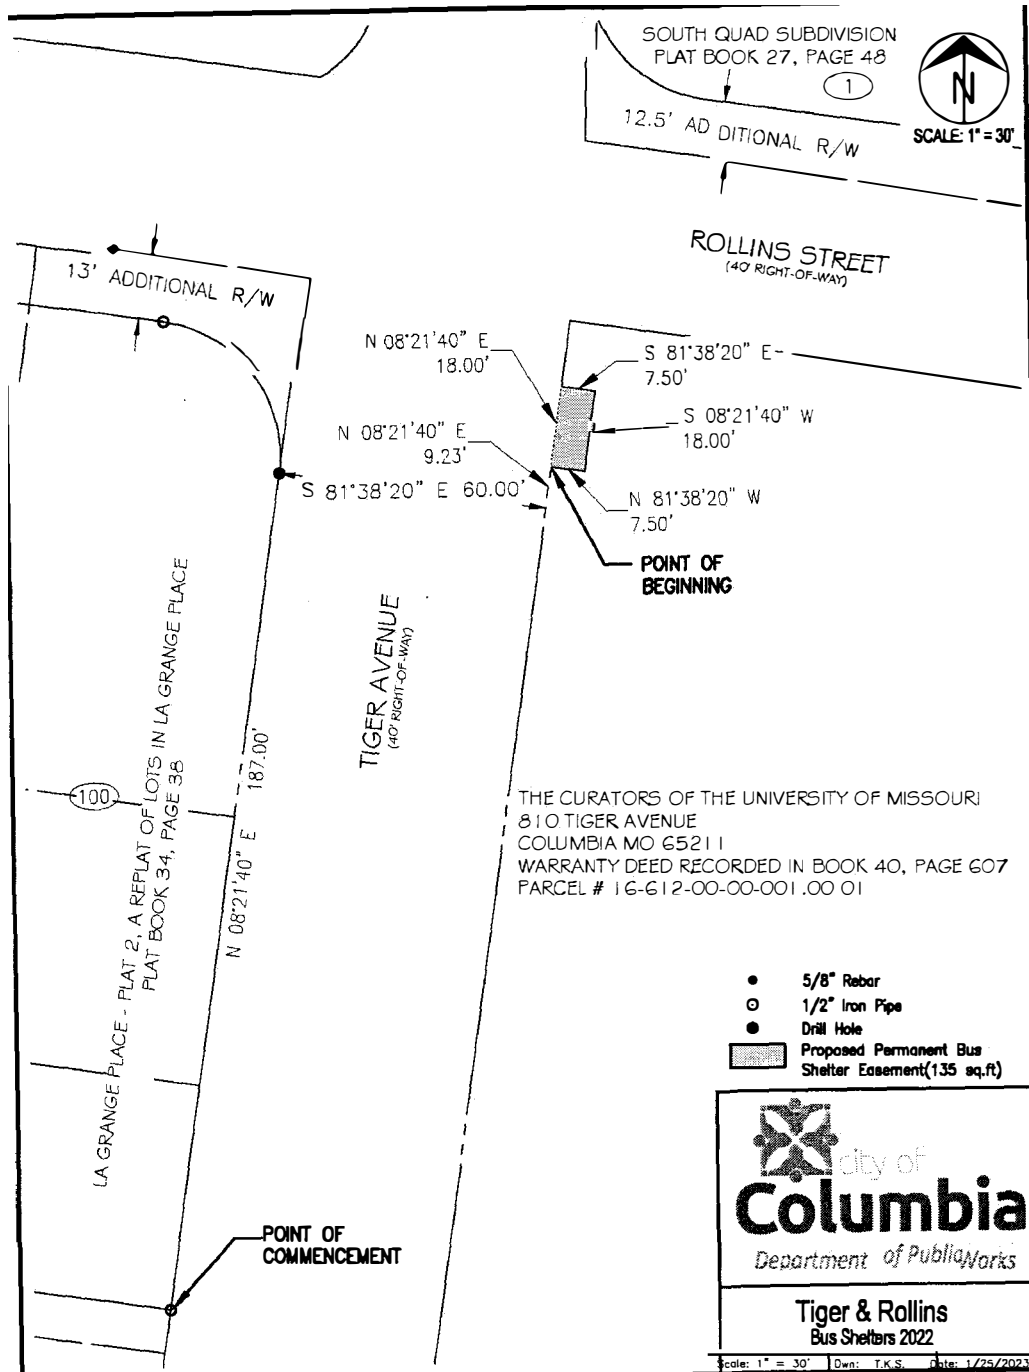 SOUTH QUAD SUBDIVISION
PLAT BOOK 27, PAGE 48
1
N
SCALE: 1" = 30'
12.5' ADDITIONAL R/W
ROLLINS STREET
(40' RIGHT-OF-WAY)
13' ADDITIONAL R/W
N 08°21'40" E
18.00'
S 81°38'20" E
7.50'
S 08°21'40" W
18.00'
N 08°21'40" E
9.23'
S 81°38'20" E 60.00'
N 81°38'20" W
7.50'
POINT OF
BEGINNING
TIGER AVENUE
(40' RIGHT-OF-WAY)
LA GRANGE PLACE - PLAT 2, A REPLAT OF LOTS IN LA GRANGE PLACE
PLAT BOOK 34, PAGE 38
100
N 08°21'40" E 187.00'
THE CURATORS OF THE UNIVERSITY OF MISSOURI
810 TIGER AVENUE
COLUMBIA MO 65211
WARRANTY DEED RECORDED IN BOOK 40, PAGE 607
PARCEL # 16-612-00-00-001.00 01
5/8" Rebar
1/2" Iron Pipe
Drill Hole
Proposed Permanent Bus
Shelter Easement(135 sq.ft)
POINT OF
COMMENCEMENT
city of
Columbia
Department of Public Works
Tiger & Rollins
Bus Shelters 2022
Scale: 1" = 30' Dwn: T.K.S. Date: 1/25/2023